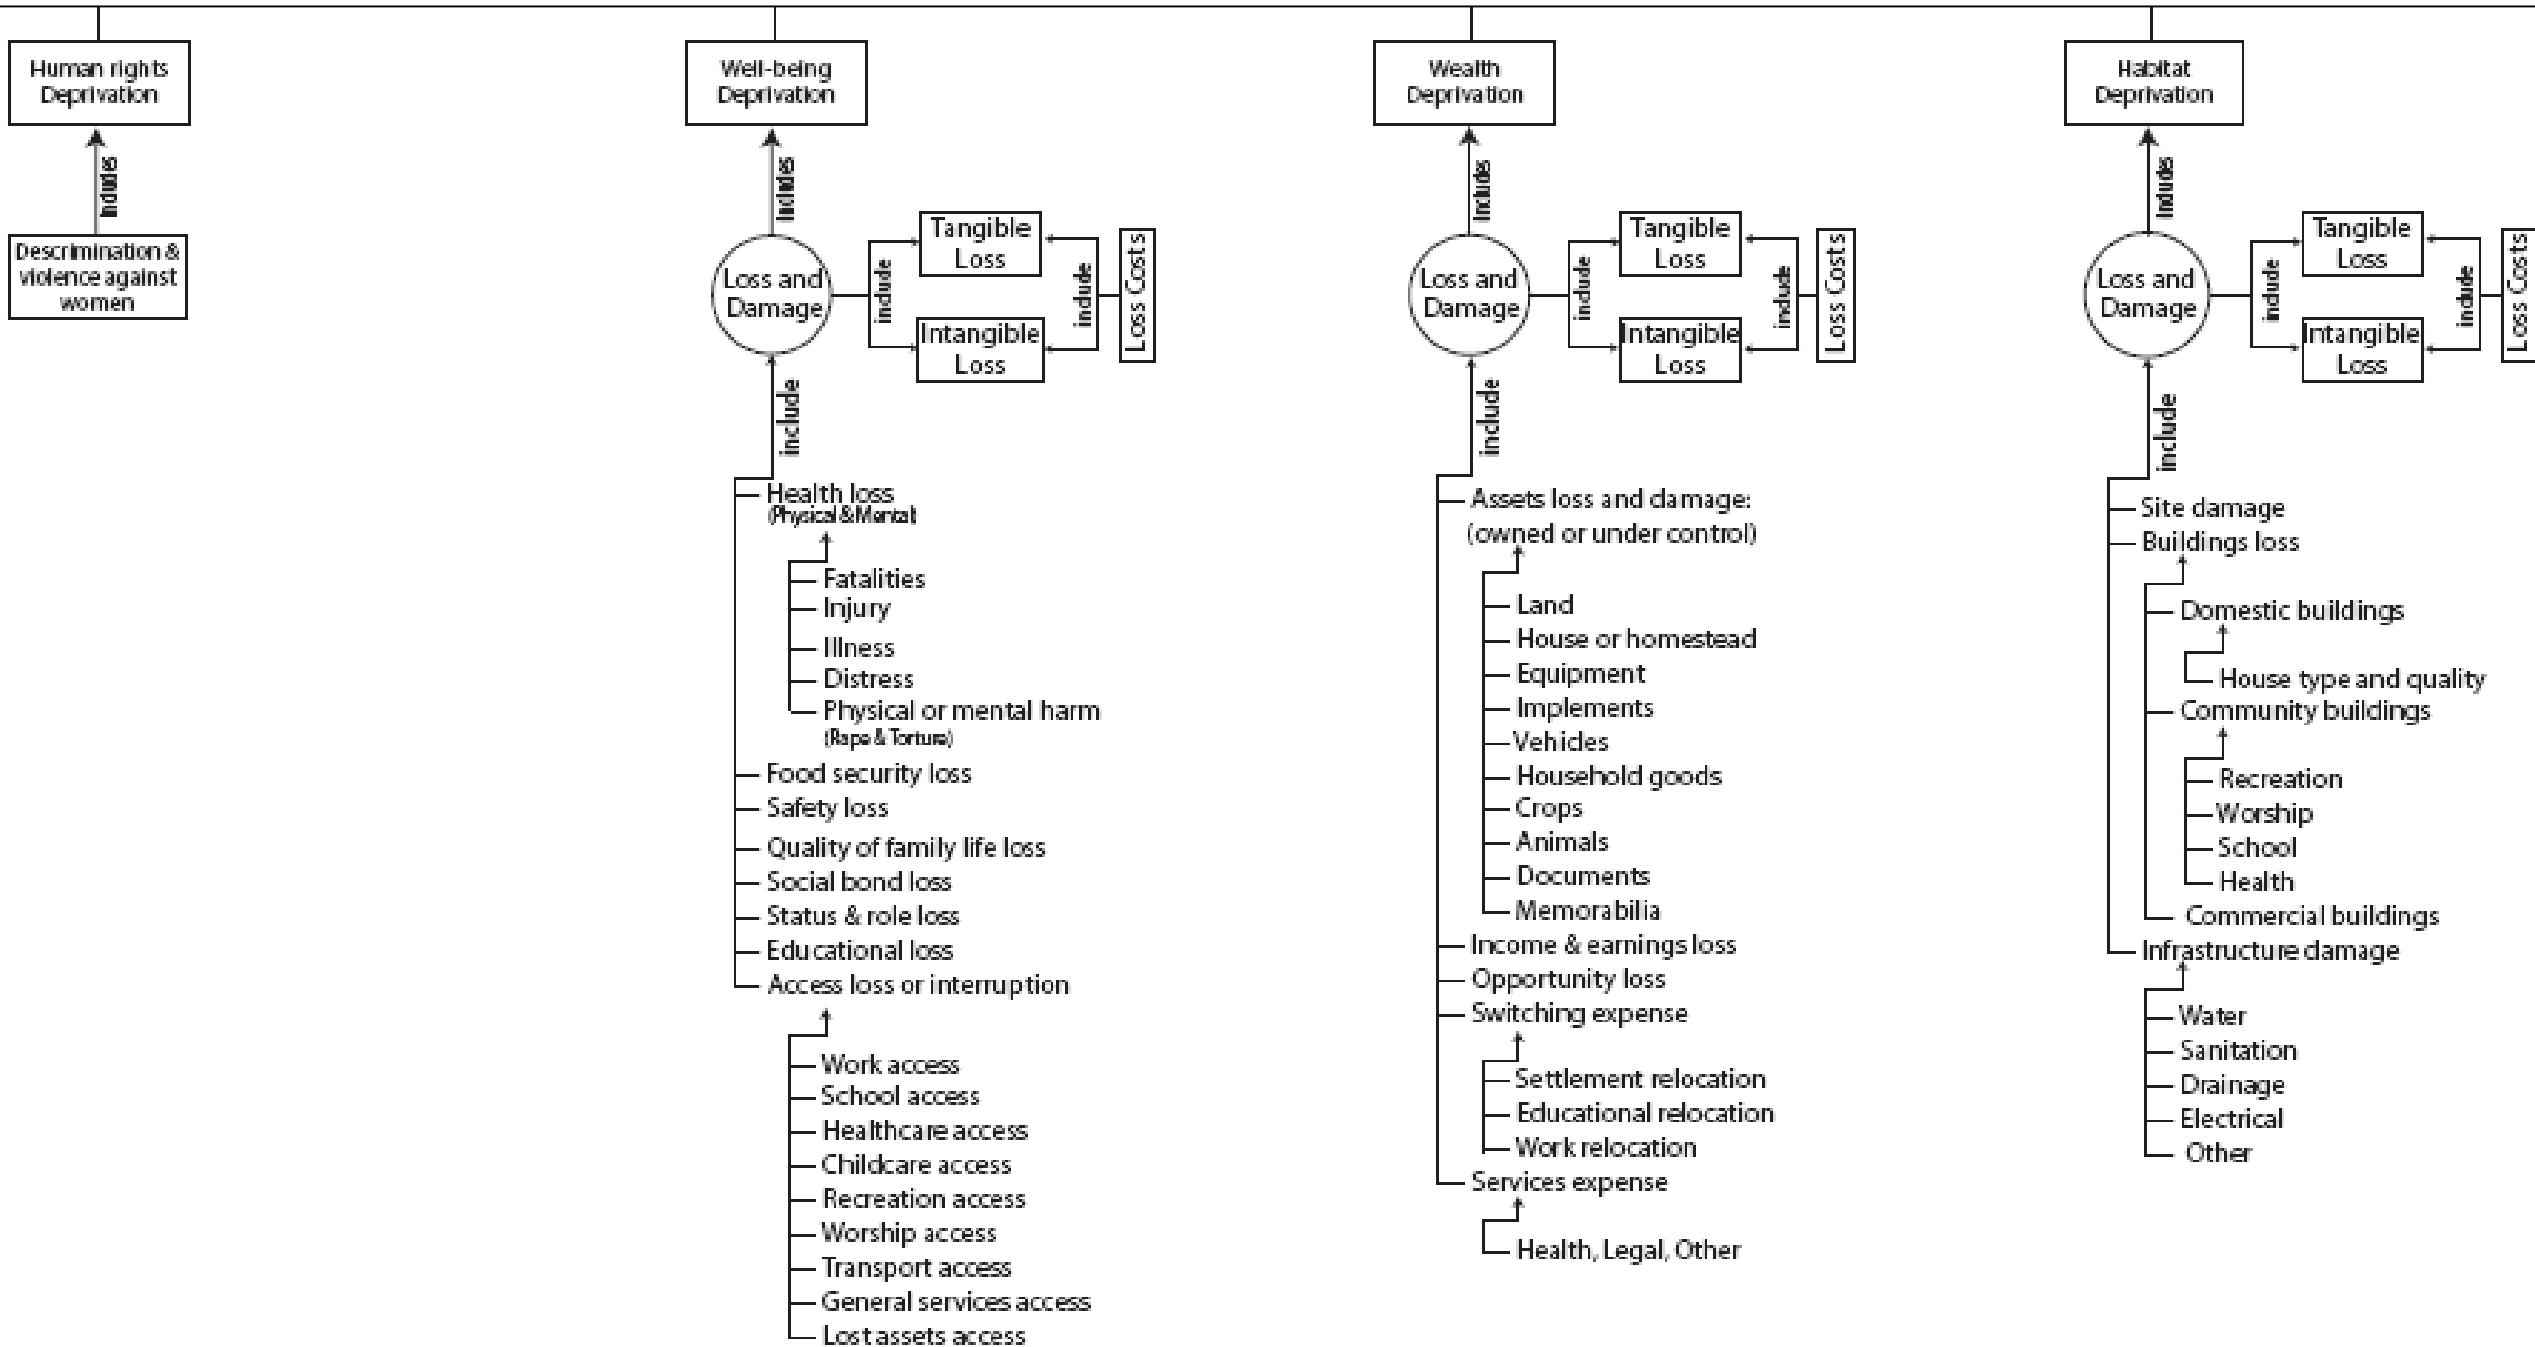 Human rights
Deprivation
Includes
Descrimination &
violence against
women
Well-being
Deprivation
Includes
Loss and
Damage
include
Tangible
Loss
Intangible
Loss
include
Loss Costs
include
Health loss
(Physical & Mental)
Fatalities
Injury
Illness
Distress
Physical or mental harm
(Rape & Torture)
Food security loss
Safety loss
Quality of family life loss
Social bond loss
Status & role loss
Educational loss
Access loss or interruption
Work access
School access
Healthcare access
Childcare access
Recreation access
Worship access
Transport access
General services access
Lost assets access
Wealth
Deprivation
Includes
Loss and
Damage
include
Tangible
Loss
Intangible
Loss
include
Loss Costs
include
Assets loss and damage:
(owned or under control)
Land
House or homestead
Equipment
Implements
Vehicles
Household goods
Crops
Animals
Documents
Memorabilia
Income & earnings loss
Opportunity loss
Switching expense
Settlement relocation
Educational relocation
Work relocation
Services expense
Health, Legal, Other
Habitat
Deprivation
Includes
Loss and
Damage
include
Tangible
Loss
Intangible
Loss
include
Loss Costs
include
Site damage
Buildings loss
Domestic buildings
House type and quality
Community buildings
Recreation
Worship
School
Health
Commercial buildings
Infrastructure damage
Water
Sanitation
Drainage
Electrical
Other